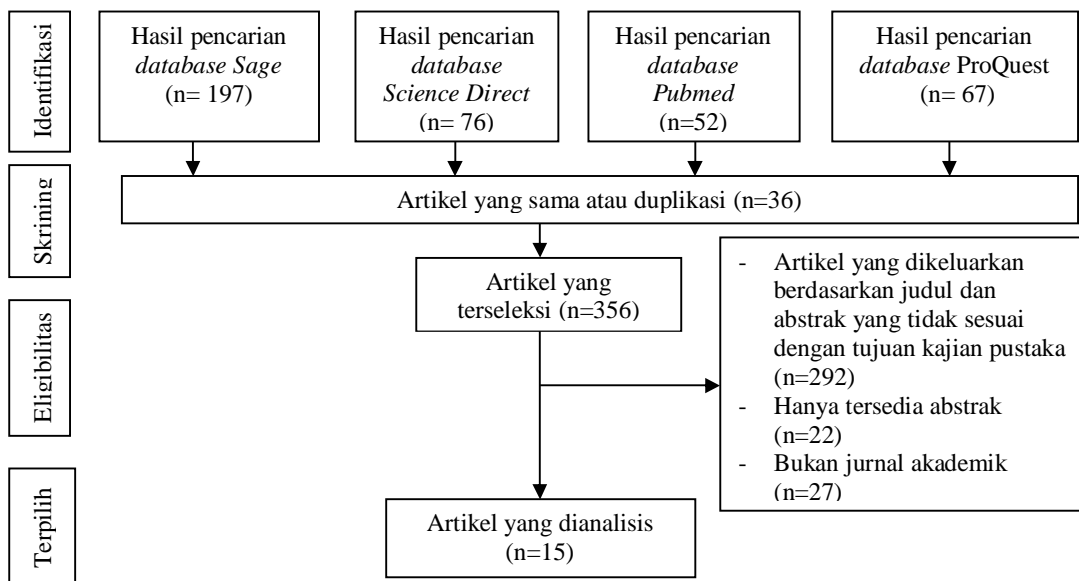 Identifikasi
Hasil pencarian
database Sage
(n= 197)
Hasil pencarian
database
Science Direct
(n= 76)
Hasil pencarian
database
Pubmed
(n=52)
Hasil pencarian
database ProQuest
(n= 67)
Skrining
Artikel yang sama atau duplikasi (n=36)
Artikel yang
terseleksi (n=356)
Eligibilitas
- Artikel yang dikeluarkan
berdasarkan judul dan
abstrak yang tidak sesuai
dengan tujuan kajian pustaka
(n=292)
- Hanya tersedia abstrak
(n=22)
- Bukan jurnal akademik
(n=27)
Terpilih
Artikel yang dianalisis
(n=15)